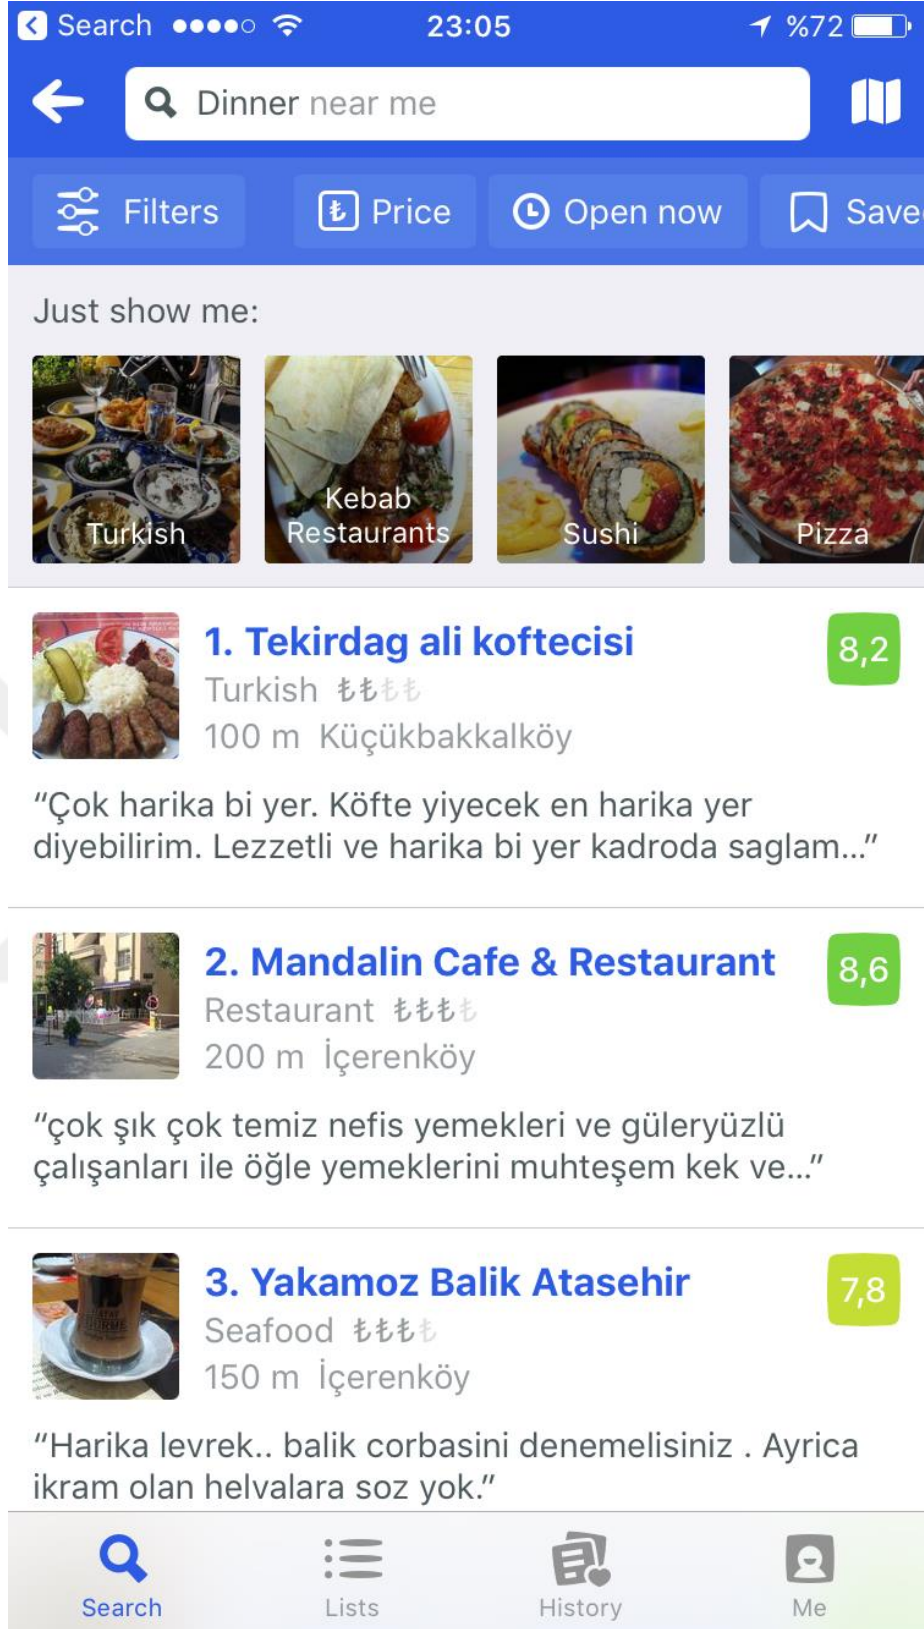 Search 23:05 %72
Dinner near me
Filters ₺ Price Open now Save
Just show me:
Turkish
Kebab
Restaurants
Sushi
Pizza
1. Tekirdag ali koftecisi 8,2
Turkish ₺₺₺₺
100 m Küçükbakkalköy
“Çok harika bi yer. Köfte yiyecek en harika yer
diyebilirim. Lezzetli ve harika bi yer kadroda saglam...”
2. Mandalin Cafe & Restaurant 8,6
Restaurant ₺₺₺₺
200 m İçerenköy
“çok şık çok temiz nefis yemekleri ve güleryüzlü
çalışanları ile öğle yemeklerini muhteşem kek ve...”
3. Yakamoz Balik Atasehir 7,8
Seafood ₺₺₺₺
150 m İçerenköy
“Harika levrek.. balik corbasini denemelisiniz . Ayrica
ikram olan helvalara soz yok.”
Search Lists History Me